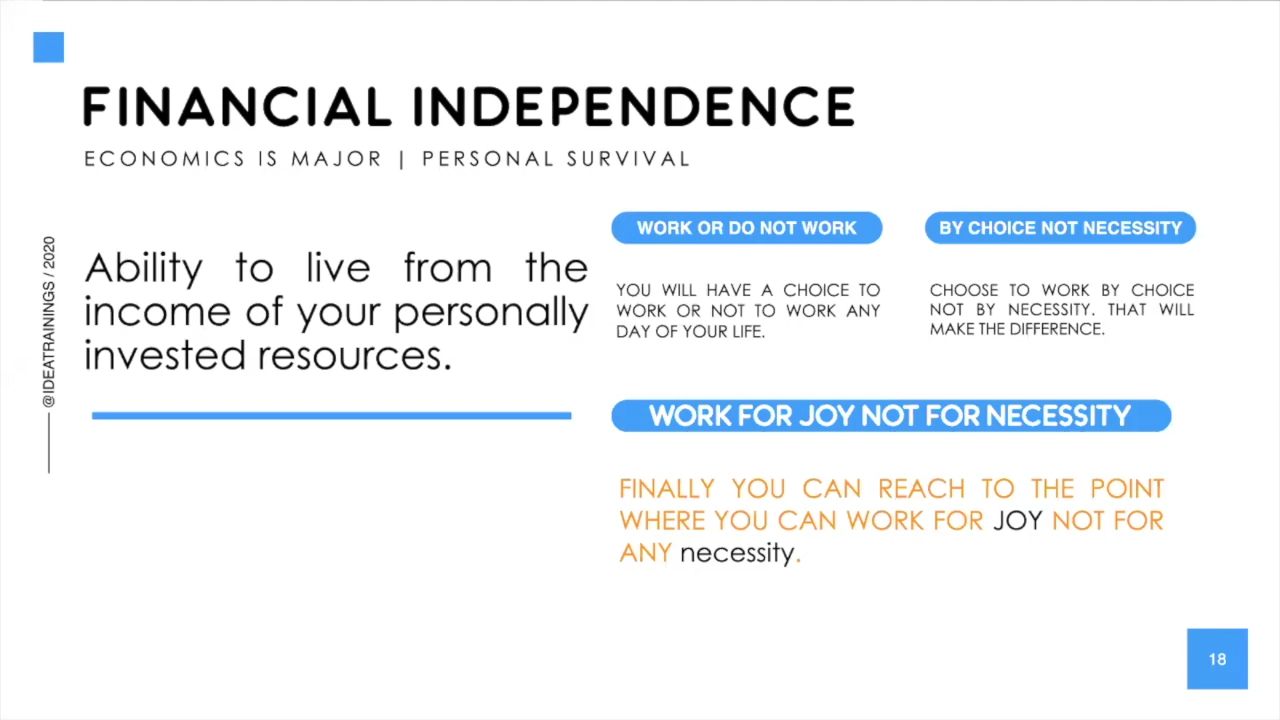 FINANCIAL INDEPENDENCE
ECONOMICS IS MAJOR | PERSONAL SURVIVAL
@IDEATRAININGS / 2020
Ability to live from the
income of your personally
invested resources.
WORK OR DO NOT WORK
YOU WILL HAVE A CHOICE TO
WORK OR NOT TO WORK ANY
DAY OF YOUR LIFE.
BY CHOICE NOT NECESSITY
CHOOSE TO WORK BY CHOICE
NOT BY NECESSITY. THAT WILL
MAKE THE DIFFERENCE.
WORK FOR JOY NOT FOR NECESSITY
FINALLY YOU CAN REACH TO THE POINT
WHERE YOU CAN WORK FOR JOY NOT FOR
ANY necessity.
18